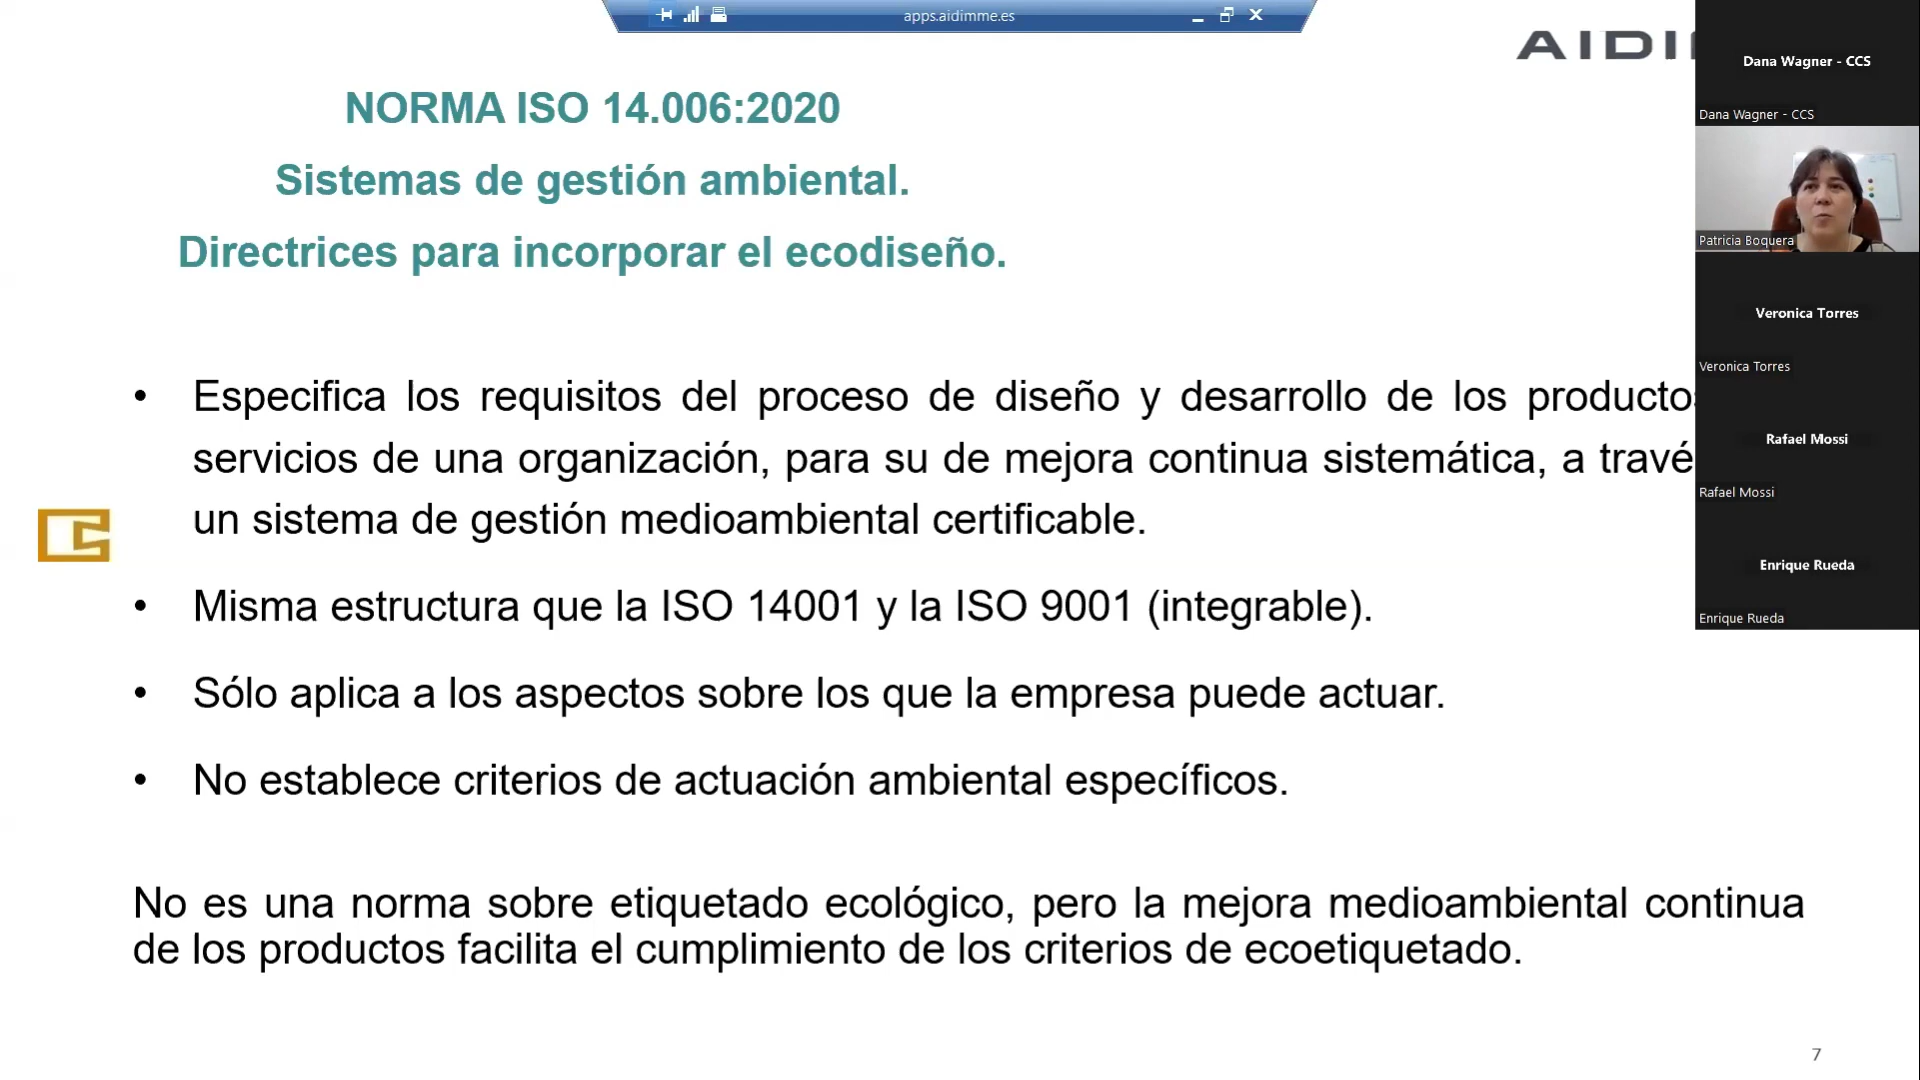 apps.aidimme.es
NORMA ISO 14.006:2020
Sistemas de gestión ambiental.
Directrices para incorporar el ecodiseño.
• Especifica los requisitos del proceso de diseño y desarrollo de los producto
servicios de una organización, para su de mejora continua sistemática, a travé
un sistema de gestión medioambiental certificable.
• Misma estructura que la ISO 14001 y la ISO 9001 (integrable).
• Sólo aplica a los aspectos sobre los que la empresa puede actuar.
• No establece criterios de actuación ambiental específicos.
No es una norma sobre etiquetado ecológico, pero la mejora medioambiental continua
de los productos facilita el cumplimiento de los criterios de ecoetiquetado.
7
Dana Wagner - CCS
Dana Wagner - CCS
Patricia Boquera
Veronica Torres
Veronica Torres
Rafael Mossi
Rafael Mossi
Enrique Rueda
Enrique Rueda